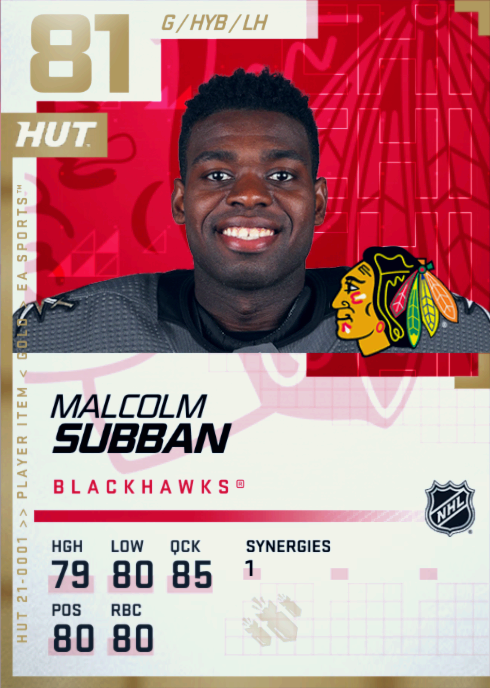 81
G / HYB / LH
HUT
HUT 21-0001 >> PLAYER ITEM < GOLD > EA SPORTS™
MALCOLM
SUBBAN
BLACKHAWKS®
NHL
HGH LOW QCK SYNERGIES
79 80 85 1
POS RBC
80 80